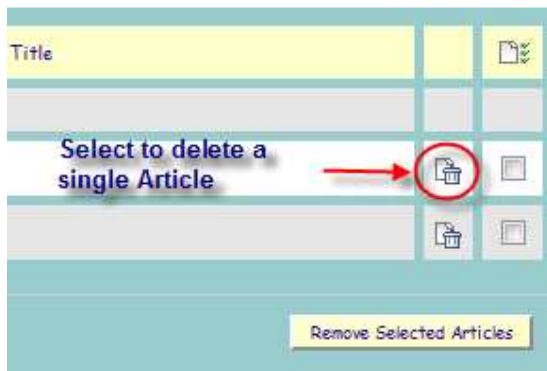 Title
Select to delete a
single Article
Remove Selected Articles